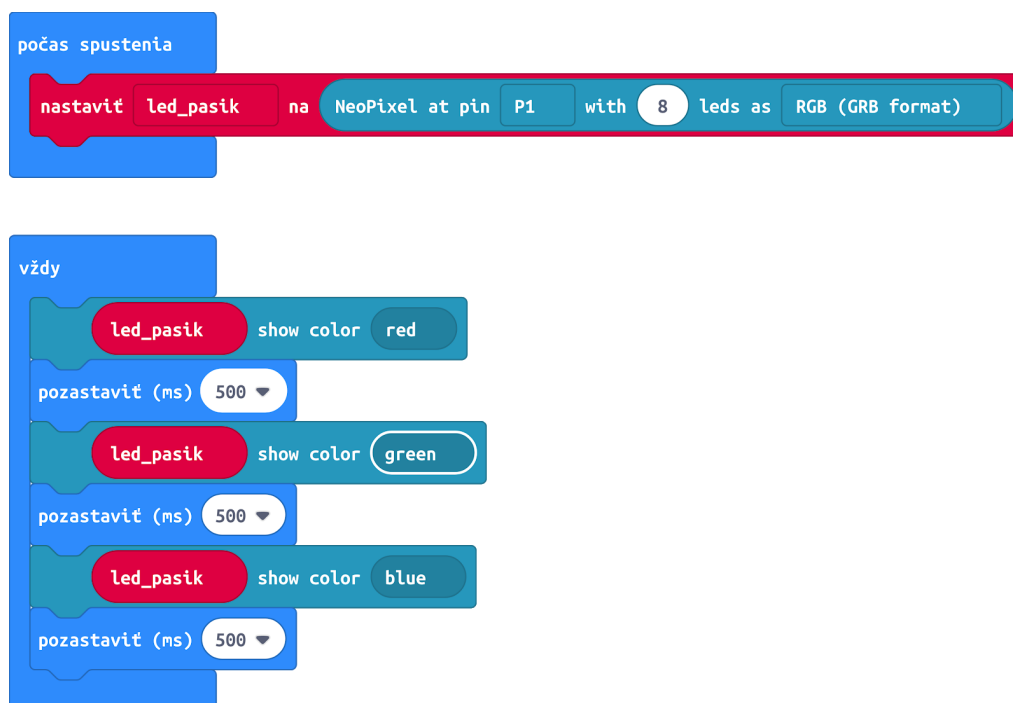 počas spustenia
nastaviť led_pasik na NeoPixel at pin P1 with 8 leds as RGB (GRB format)
vždy
led_pasik show color red
pozastaviť (ms) 500
led_pasik show color green
pozastaviť (ms) 500
led_pasik show color blue
pozastaviť (ms) 500